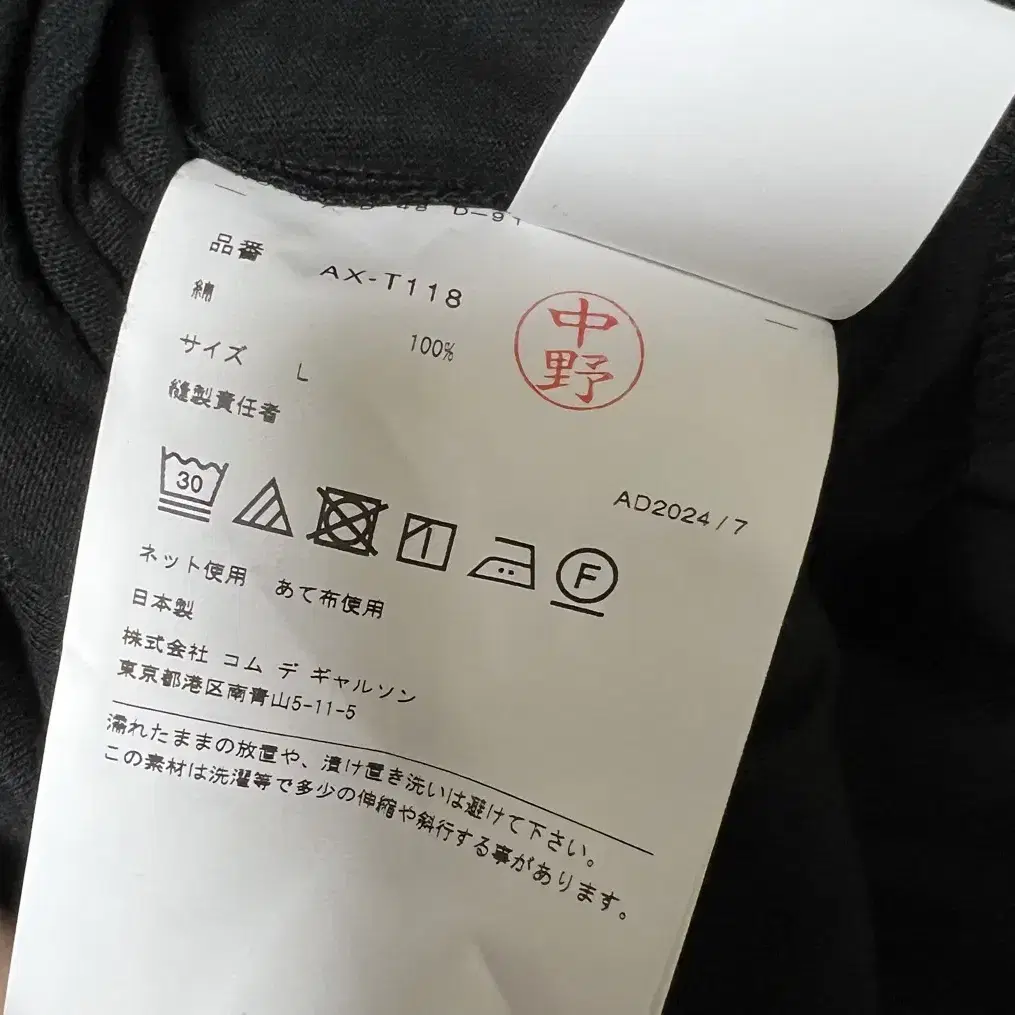 品番 AX-T118
綿 100%
サイズ L
縫製責任者
中野
AD2024/7
30
F
ネット使用 あて布使用
日本製
株式会社 コム デ ギャルソン
東京都港区南青山5-11-5
濡れたままの放置や、漬け置き洗いは避けて下さい。
この素材は洗濯等で多少の伸縮や斜行する事があります。